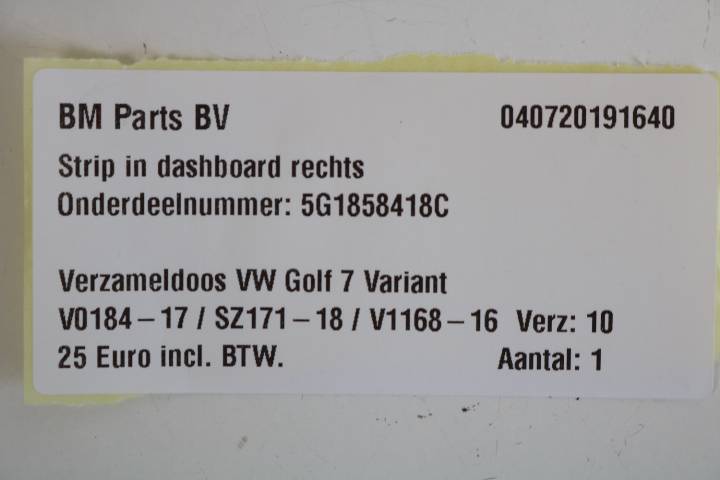 BM Parts BV 040720191640
Strip in dashboard rechts
Onderdeelnummer: 5G1858418C
Verzameldoos VW Golf 7 Variant
V0184-17 / SZ171-18 / V1168-16 Verz: 10
25 Euro incl. BTW. Aantal: 1